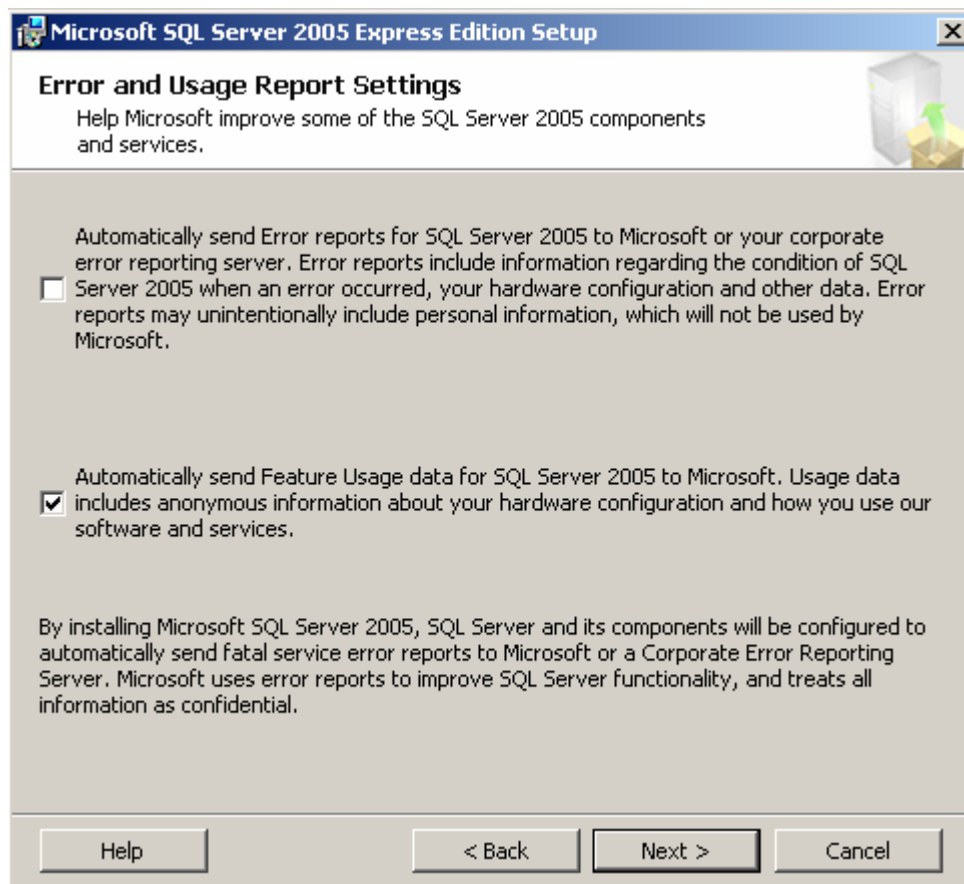 Microsoft SQL Server 2005 Express Edition Setup
Error and Usage Report Settings
Help Microsoft improve some of the SQL Server 2005 components
and services.
Automatically send Error reports for SQL Server 2005 to Microsoft or your corporate
error reporting server. Error reports include information regarding the condition of SQL
Server 2005 when an error occurred, your hardware configuration and other data. Error
reports may unintentionally include personal information, which will not be used by
Microsoft.
Automatically send Feature Usage data for SQL Server 2005 to Microsoft. Usage data
includes anonymous information about your hardware configuration and how you use our
software and services.
By installing Microsoft SQL Server 2005, SQL Server and its components will be configured to
automatically send fatal service error reports to Microsoft or a Corporate Error Reporting
Server. Microsoft uses error reports to improve SQL Server functionality, and treats all
information as confidential.
Help
< Back
Next >
Cancel